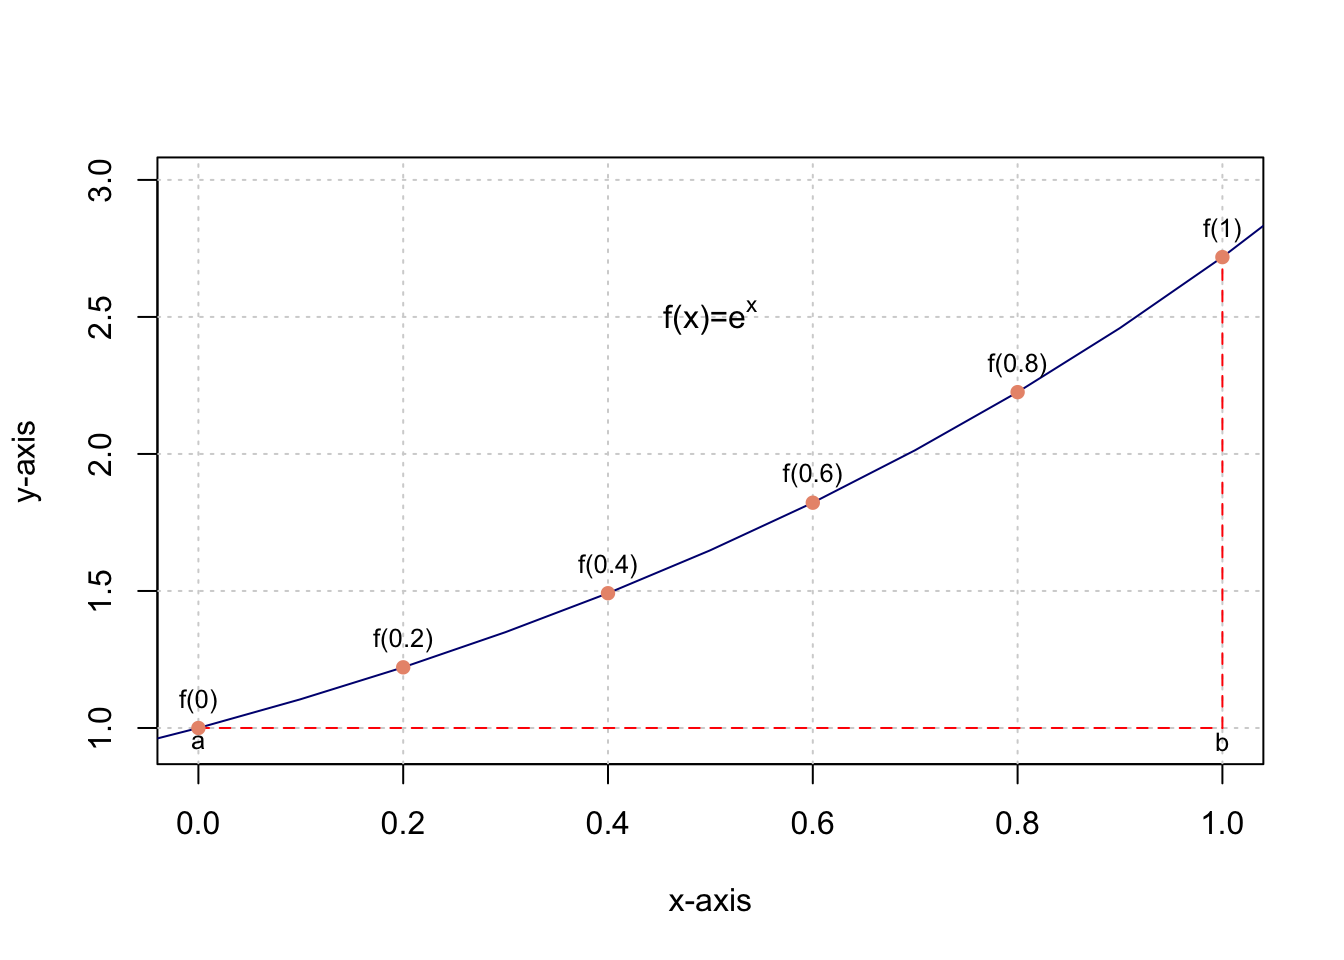 3.0
f(1)
2.5
f(x)=e^x
f(0.8)
2.0
y-axis
f(0.6)
f(0.4)
1.5
f(0.2)
f(0)
1.0
a
b
0.0 0.2 0.4 0.6 0.8 1.0
x-axis